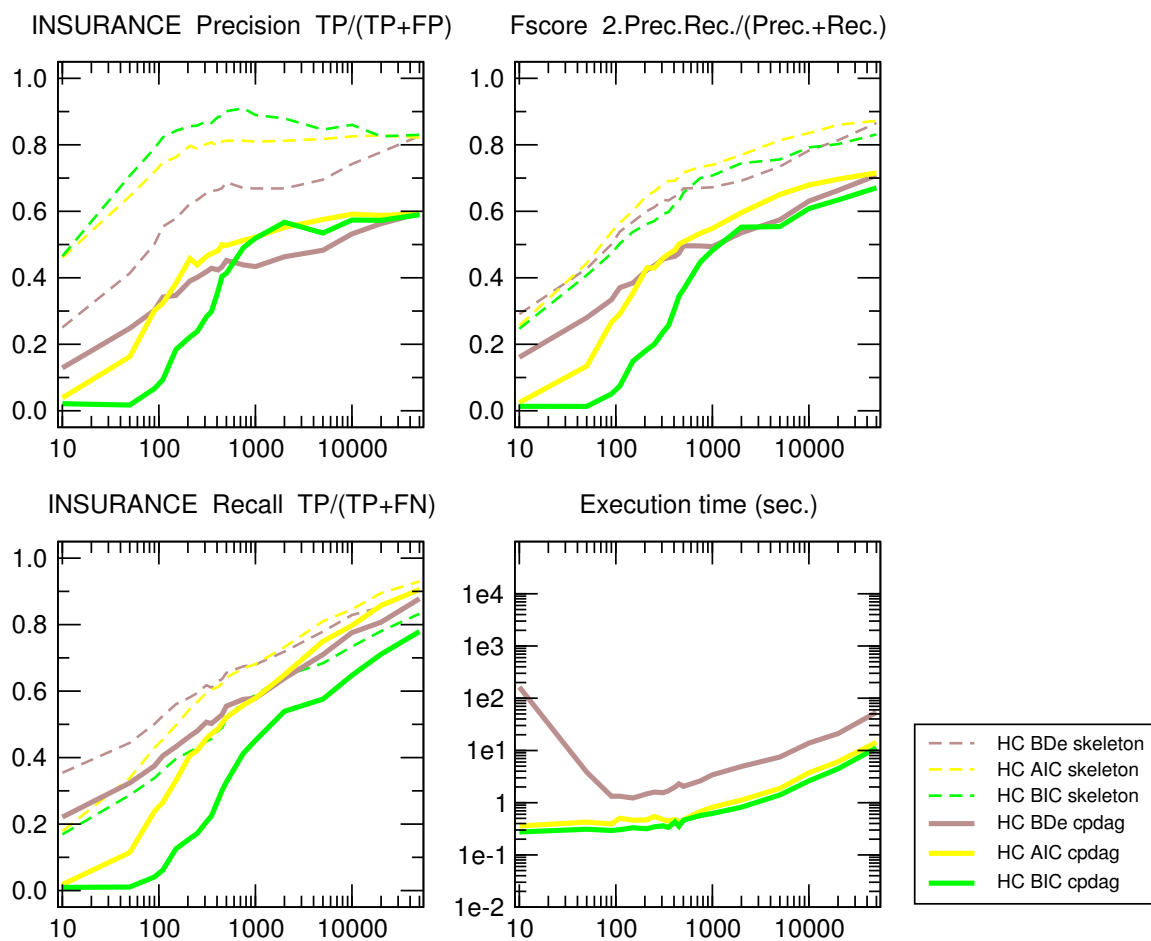 INSURANCE Precision TP/(TP+FP)
1.0
0.8
0.6
0.4
0.2
0.0
10 100 1000 10000
Fscore 2.Prec.Rec./(Prec.+Rec.)
1.0
0.8
0.6
0.4
0.2
0.0
10 100 1000 10000
INSURANCE Recall TP/(TP+FN)
1.0
0.8
0.6
0.4
0.2
0.0
10 100 1000 10000
Execution time (sec.)
1e4
1e3
1e2
1e1
1
1e-1
1e-2
10 100 1000 10000
HC BDe skeleton
HC AIC skeleton
HC BIC skeleton
HC BDe cpdag
HC AIC cpdag
HC BIC cpdag